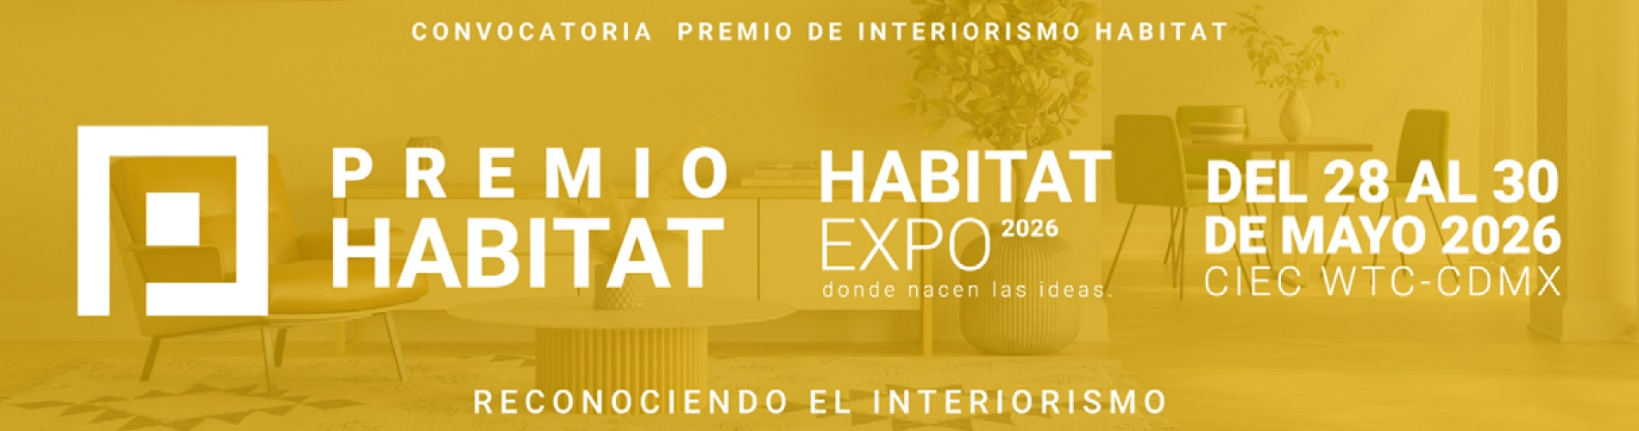 CONVOCATORIA PREMIO DE INTERIORISMO HABITAT
PREMIO
HABITAT
HABITAT
EXPO 2026
donde nacen las ideas.
DEL 28 AL 30
DE MAYO 2026
CIEC WTC-CDMX
RECONOCIENDO EL INTERIORISMO